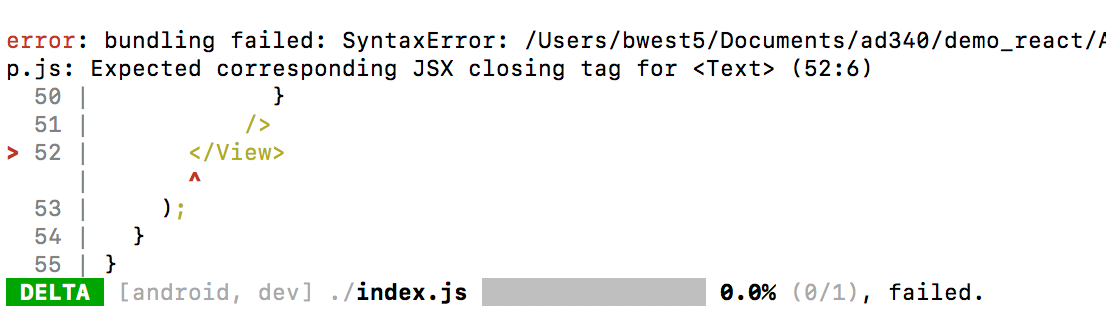 error: bundling failed: SyntaxError: /Users/bwest5/Documents/ad340/demo_react/A
p.js: Expected corresponding JSX closing tag for <Text> (52:6)
50 | }
51 | />
> 52 | </View>
| ^
53 | );
54 | }
55 | }
DELTA [android, dev] ./index.js 0.0% (0/1), failed.